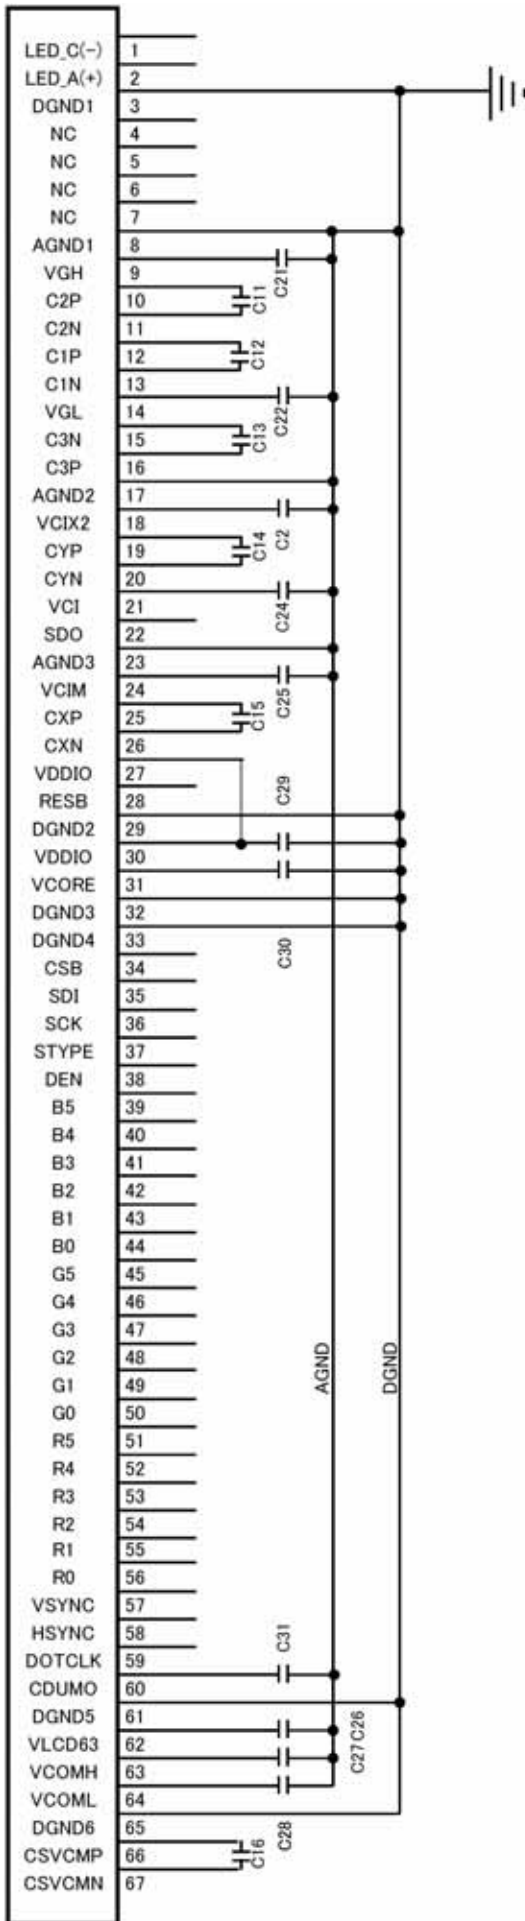 LED_C(-) 1
LED_A(+) 2
DGND1 3
NC 4
NC 5
NC 6
NC 7
AGND1 8
C21
VGH 9
C2P 10
C11
C2N 11
C1P 12
C12
C1N 13
VGL 14
C22
C3N 15
C13
C3P 16
AGND2 17
VCIX2 18
C2
CYP 19
C14
CYN 20
VCI 21
C24
SDO 22
AGND3 23
VCIM 24
C25
CXP 25
C15
CXN 26
VDDIO 27
RESB 28
C29
DGND2 29
VDDIO 30
VCORE 31
DGND3 32
DGND4 33
C30
CSB 34
SDI 35
SCK 36
STYPE 37
DEN 38
B5 39
B4 40
B3 41
B2 42
B1 43
B0 44
G5 45
G4 46
G3 47
G2 48
AGND
DGND
G1 49
G0 50
R5 51
R4 52
R3 53
R2 54
R1 55
R0 56
VSYNC 57
HSYNC 58
C31
DOTCLK 59
CDUMO 60
DGND5 61
C26
VLCD63 62
C27
VCOMH 63
VCOML 64
DGND6 65
C28
CSVCMP 66
C16
CSVCMN 67